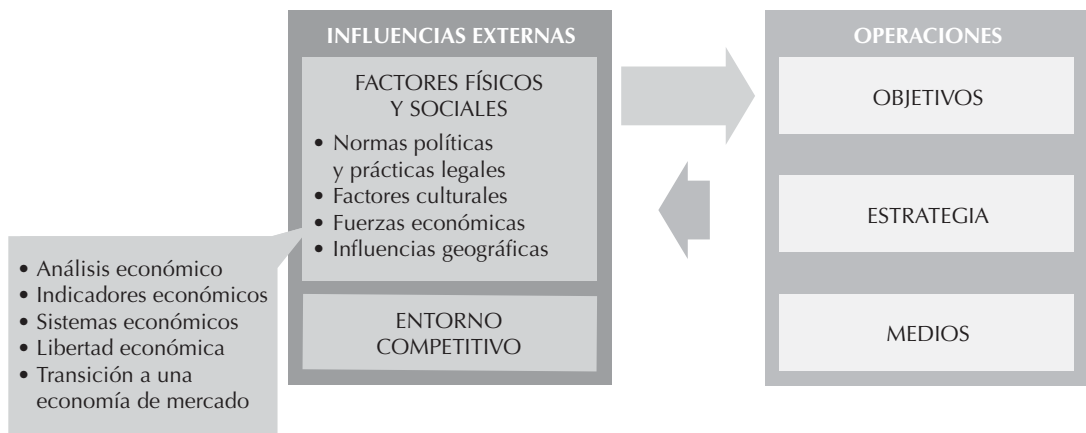 INFLUENCIAS EXTERNAS
FACTORES FÍSICOS
Y SOCIALES
• Normas políticas
y prácticas legales
• Factores culturales
• Fuerzas económicas
• Influencias geográficas
ENTORNO
COMPETITIVO
• Análisis económico
• Indicadores económicos
• Sistemas económicos
• Libertad económica
• Transición a una
economía de mercado
OPERACIONES
OBJETIVOS
ESTRATEGIA
MEDIOS